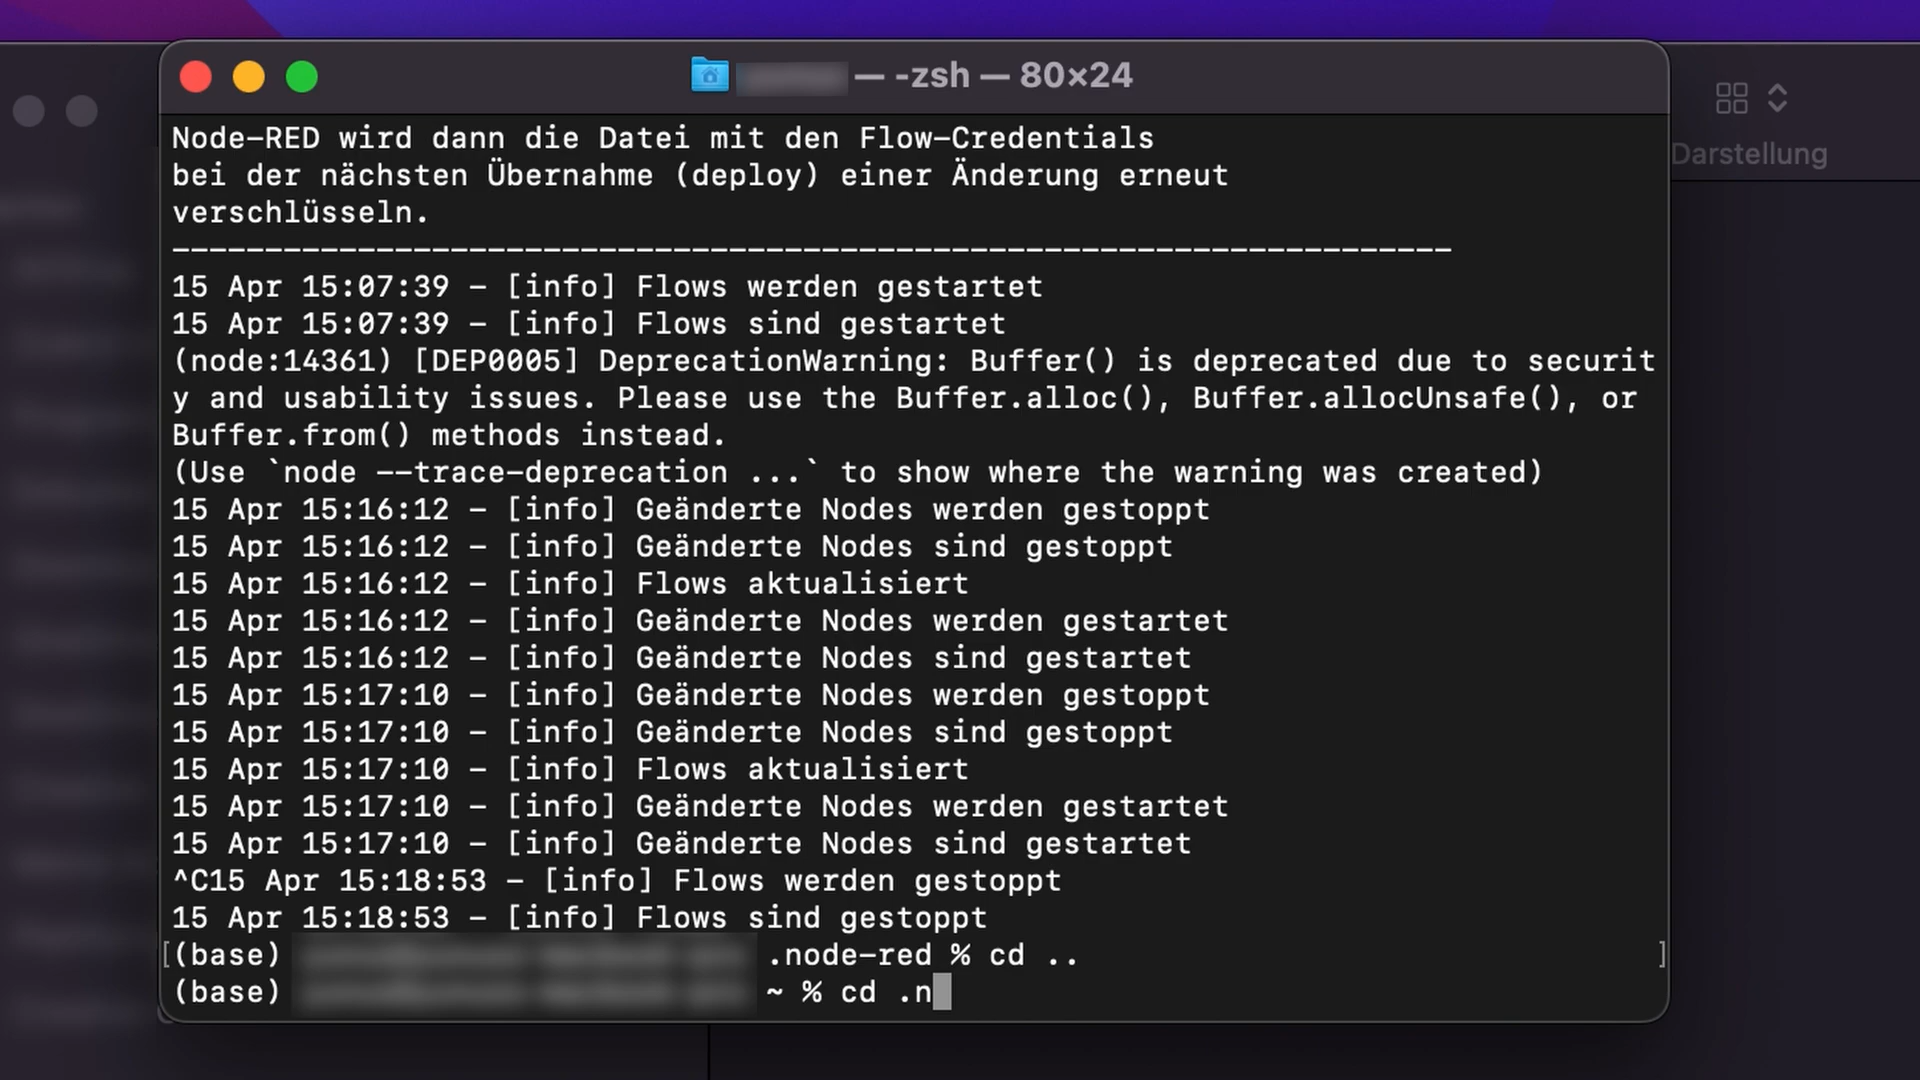 — -zsh — 80×24
Darstellung
Node-RED wird dann die Datei mit den Flow-Credentials
bei der nächsten Übernahme (deploy) einer Änderung erneut
verschlüsseln.
---------------------------------------------------------------------
15 Apr 15:07:39 - [info] Flows werden gestartet
15 Apr 15:07:39 - [info] Flows sind gestartet
(node:14361) [DEP0005] DeprecationWarning: Buffer() is deprecated due to securit
y and usability issues. Please use the Buffer.alloc(), Buffer.allocUnsafe(), or
Buffer.from() methods instead.
(Use `node --trace-deprecation ...` to show where the warning was created)
15 Apr 15:16:12 - [info] Geänderte Nodes werden gestoppt
15 Apr 15:16:12 - [info] Geänderte Nodes sind gestoppt
15 Apr 15:16:12 - [info] Flows aktualisiert
15 Apr 15:16:12 - [info] Geänderte Nodes werden gestartet
15 Apr 15:16:12 - [info] Geänderte Nodes sind gestartet
15 Apr 15:17:10 - [info] Geänderte Nodes werden gestoppt
15 Apr 15:17:10 - [info] Geänderte Nodes sind gestoppt
15 Apr 15:17:10 - [info] Flows aktualisiert
15 Apr 15:17:10 - [info] Geänderte Nodes werden gestartet
15 Apr 15:17:10 - [info] Geänderte Nodes sind gestartet
^C15 Apr 15:18:53 - [info] Flows werden gestoppt
15 Apr 15:18:53 - [info] Flows sind gestoppt
[(base) .node-red % cd .. ]
(base) ~ % cd .n